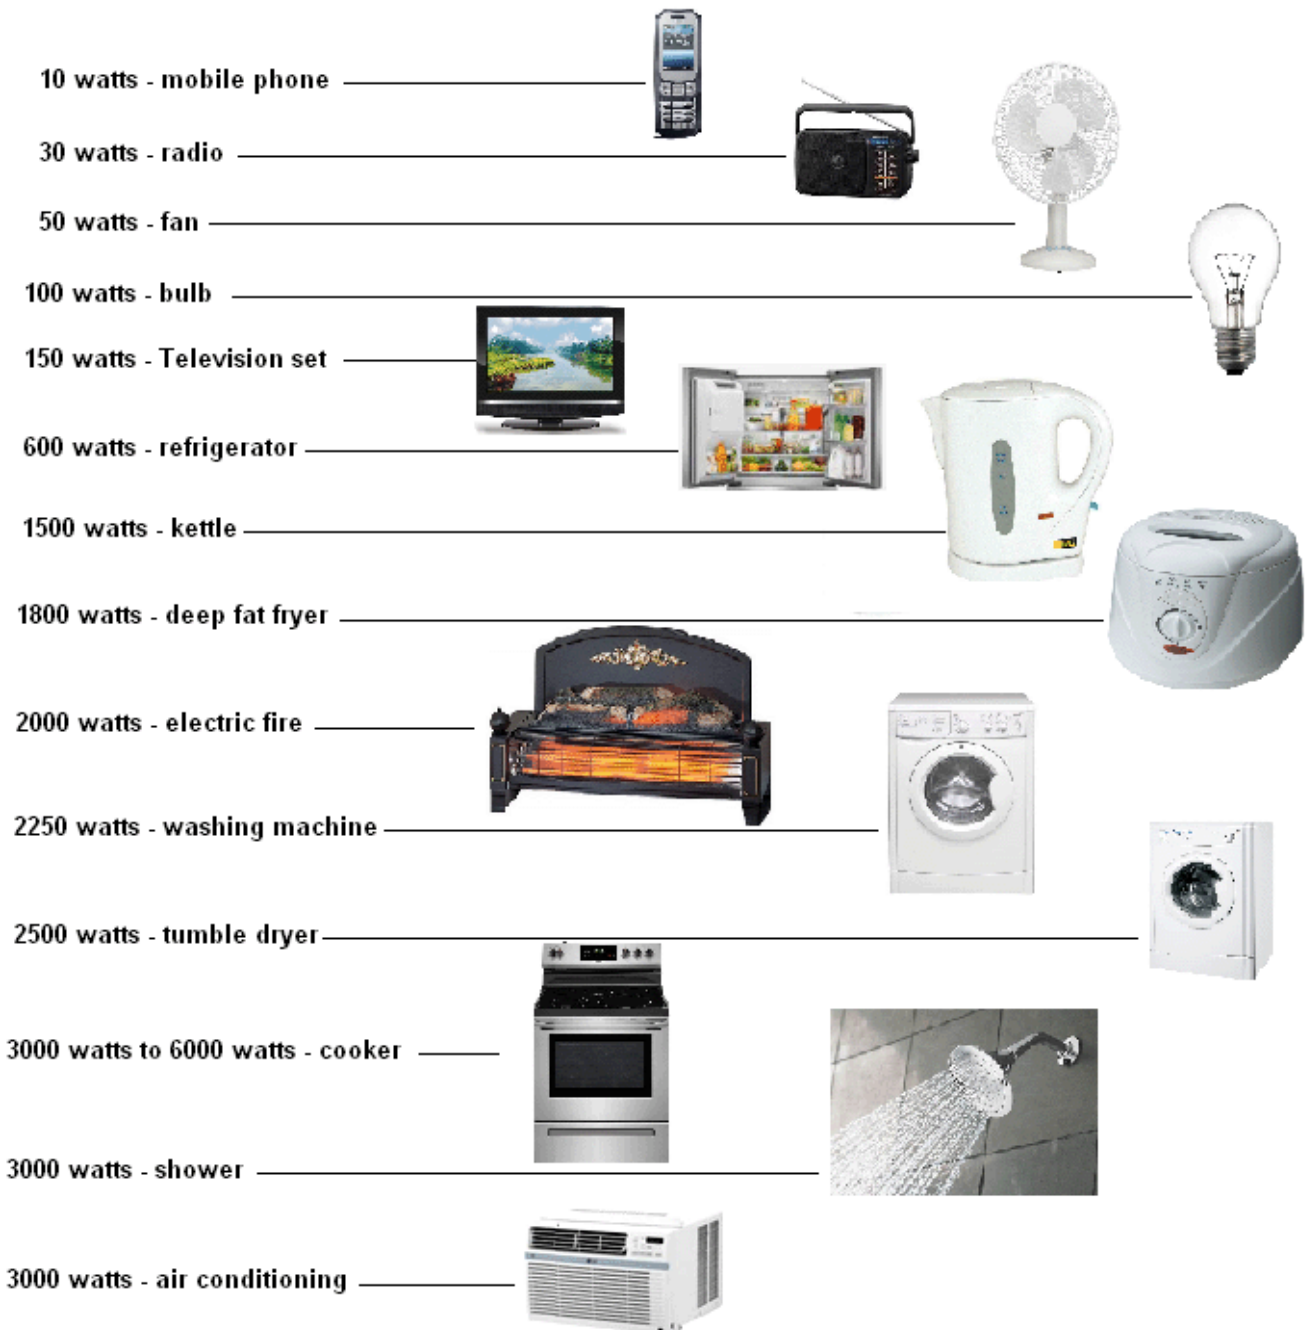 10 watts - mobile phone
30 watts - radio
50 watts - fan
100 watts - bulb
150 watts - Television set
600 watts - refrigerator
1500 watts - kettle
1800 watts - deep fat fryer
2000 watts - electric fire
2250 watts - washing machine
2500 watts - tumble dryer
3000 watts to 6000 watts - cooker
3000 watts - shower
3000 watts - air conditioning